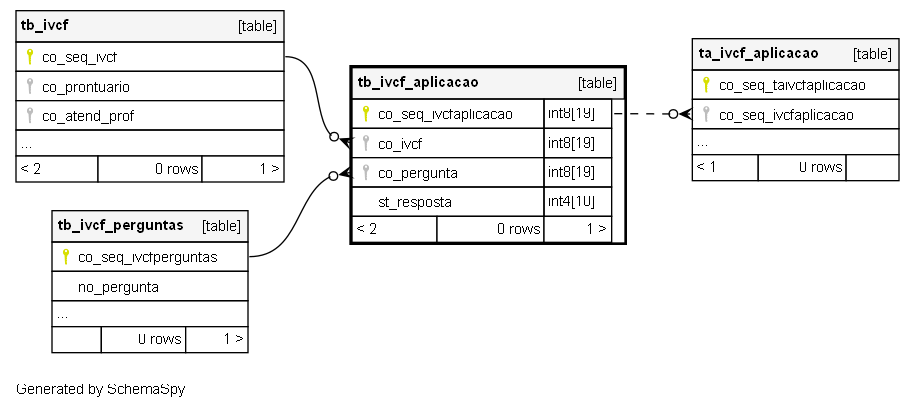 tb_ivcf [table]
co_seq_ivcf
co_prontuario
co_atend_prof
...
< 2 0 rows 1 >
tb_ivcf_perguntas [table]
co_seq_ivcfperguntas
no_pergunta
...
0 rows 1 >
tb_ivcf_aplicacao [table]
co_seq_ivcfaplicacao int8[19]
co_ivcf int8[19]
co_pergunta int8[19]
st_resposta int4[10]
< 2 0 rows 1 >
ta_ivcf_aplicacao [table]
co_seq_taivcfaplicacao
co_seq_ivcfaplicacao
...
< 1 0 rows
Generated by SchemaSpy